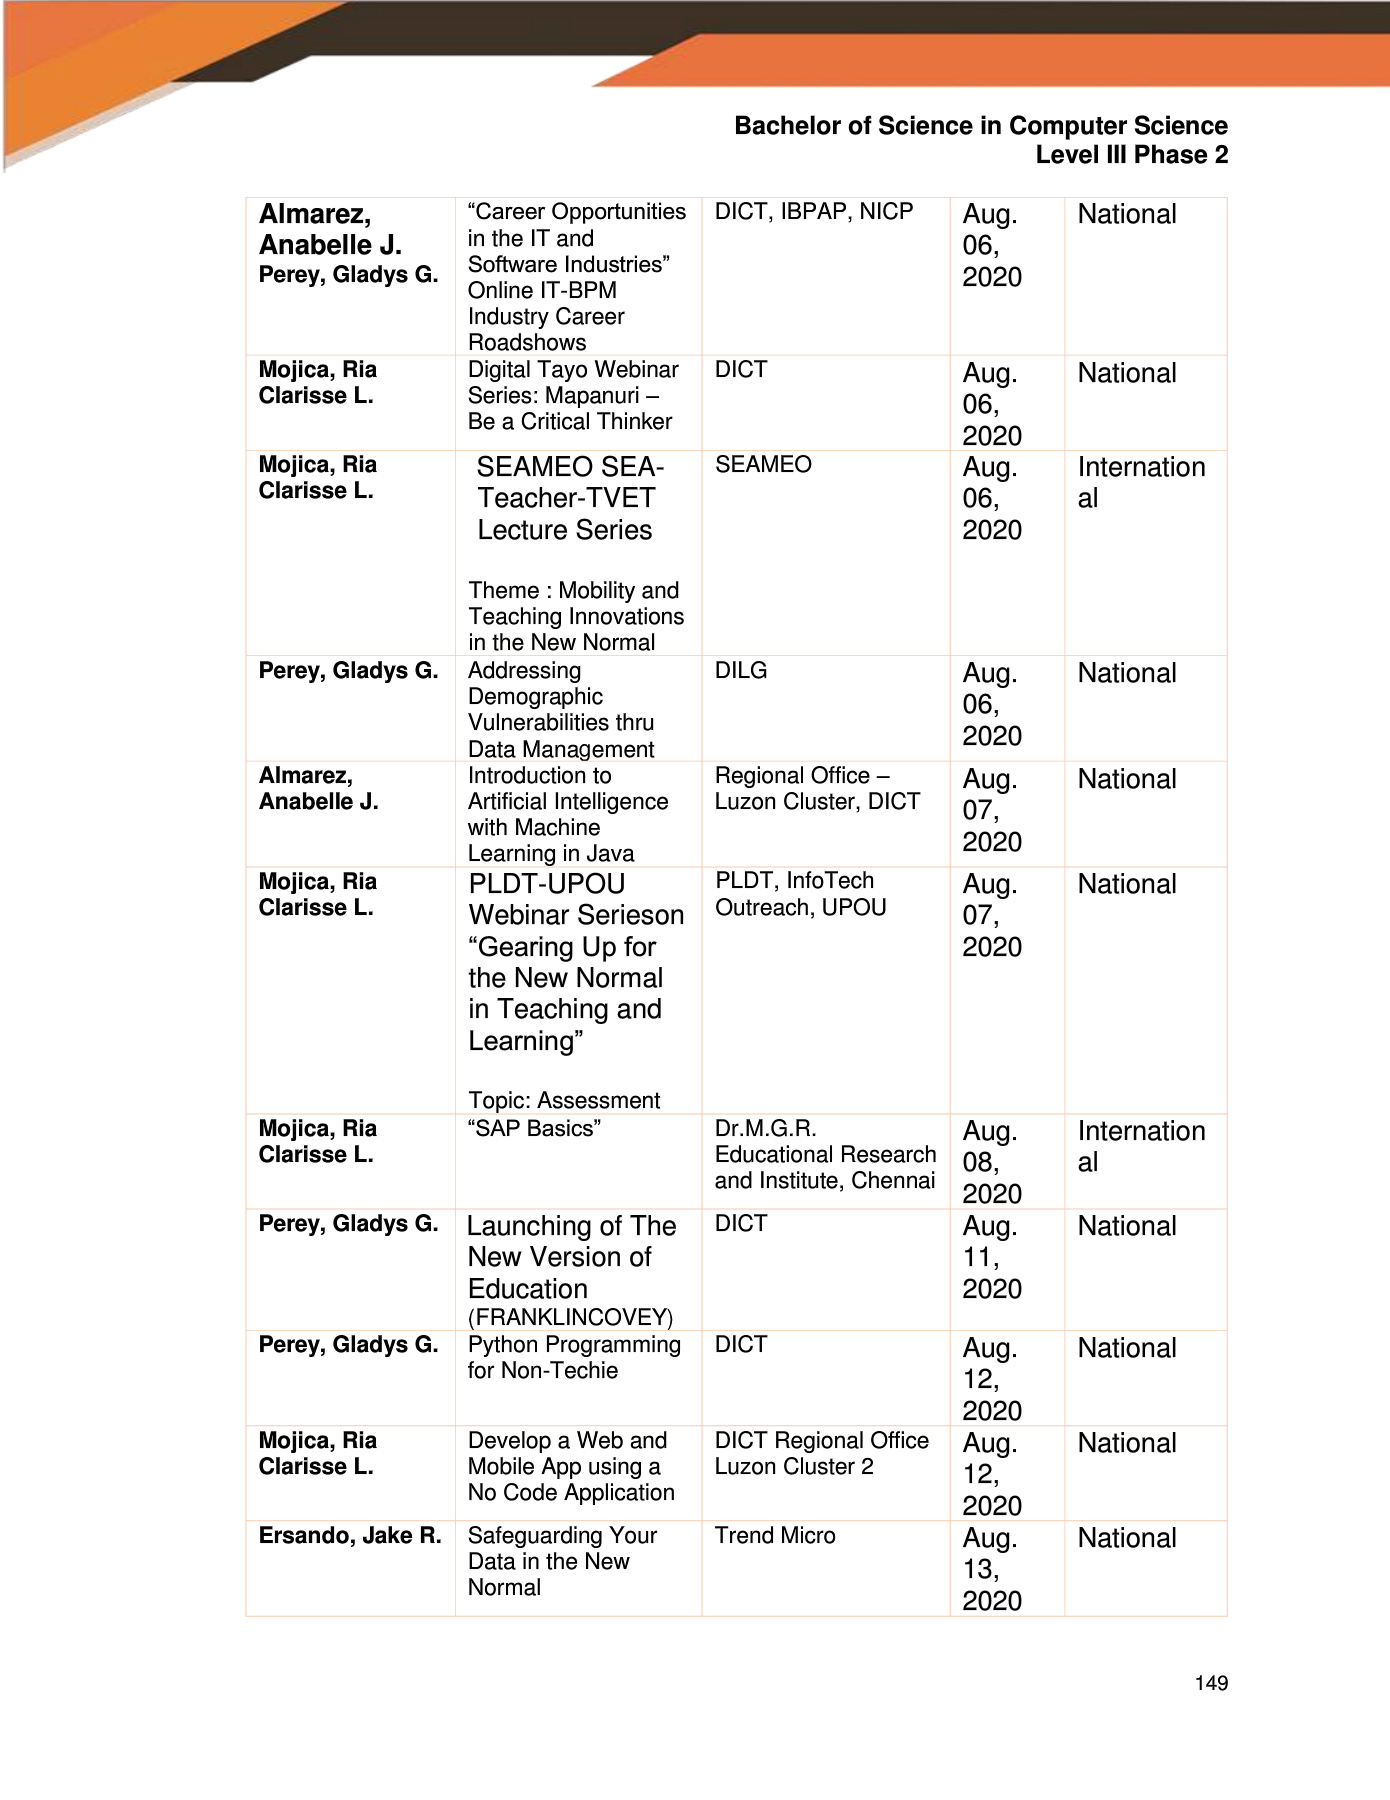 Bachelor of Science in Computer Science
Level III Phase 2
Almarez,
Anabelle J.
Perey, Gladys G.
“Career Opportunities
in the IT and
Software Industries”
Online IT-BPM
Industry Career
Roadshows
DICT, IBPAP, NICP
Aug.
06,
2020
National
Mojica, Ria
Clarisse L.
Digital Tayo Webinar
Series: Mapanuri –
Be a Critical Thinker
DICT
Aug.
06,
2020
National
Mojica, Ria
Clarisse L.
SEAMEO SEA-
Teacher-TVET
Lecture Series
Theme : Mobility and
Teaching Innovations
in the New Normal
SEAMEO
Aug.
06,
2020
Internation
al
Perey, Gladys G.
Addressing
Demographic
Vulnerabilities thru
Data Management
DILG
Aug.
06,
2020
National
Almarez,
Anabelle J.
Introduction to
Artificial Intelligence
with Machine
Learning in Java
Regional Office –
Luzon Cluster, DICT
Aug.
07,
2020
National
Mojica, Ria
Clarisse L.
PLDT-UPOU
Webinar Serieson
“Gearing Up for
the New Normal
in Teaching and
Learning”
Topic: Assessment
PLDT, InfoTech
Outreach, UPOU
Aug.
07,
2020
National
Mojica, Ria
Clarisse L.
“SAP Basics”
Dr.M.G.R.
Educational Research
and Institute, Chennai
Aug.
08,
2020
Internation
al
Perey, Gladys G.
Launching of The
New Version of
Education
(FRANKLINCOVEY)
DICT
Aug.
11,
2020
National
Perey, Gladys G.
Python Programming
for Non-Techie
DICT
Aug.
12,
2020
National
Mojica, Ria
Clarisse L.
Develop a Web and
Mobile App using a
No Code Application
DICT Regional Office
Luzon Cluster 2
Aug.
12,
2020
National
Ersando, Jake R.
Safeguarding Your
Data in the New
Normal
Trend Micro
Aug.
13,
2020
National
149